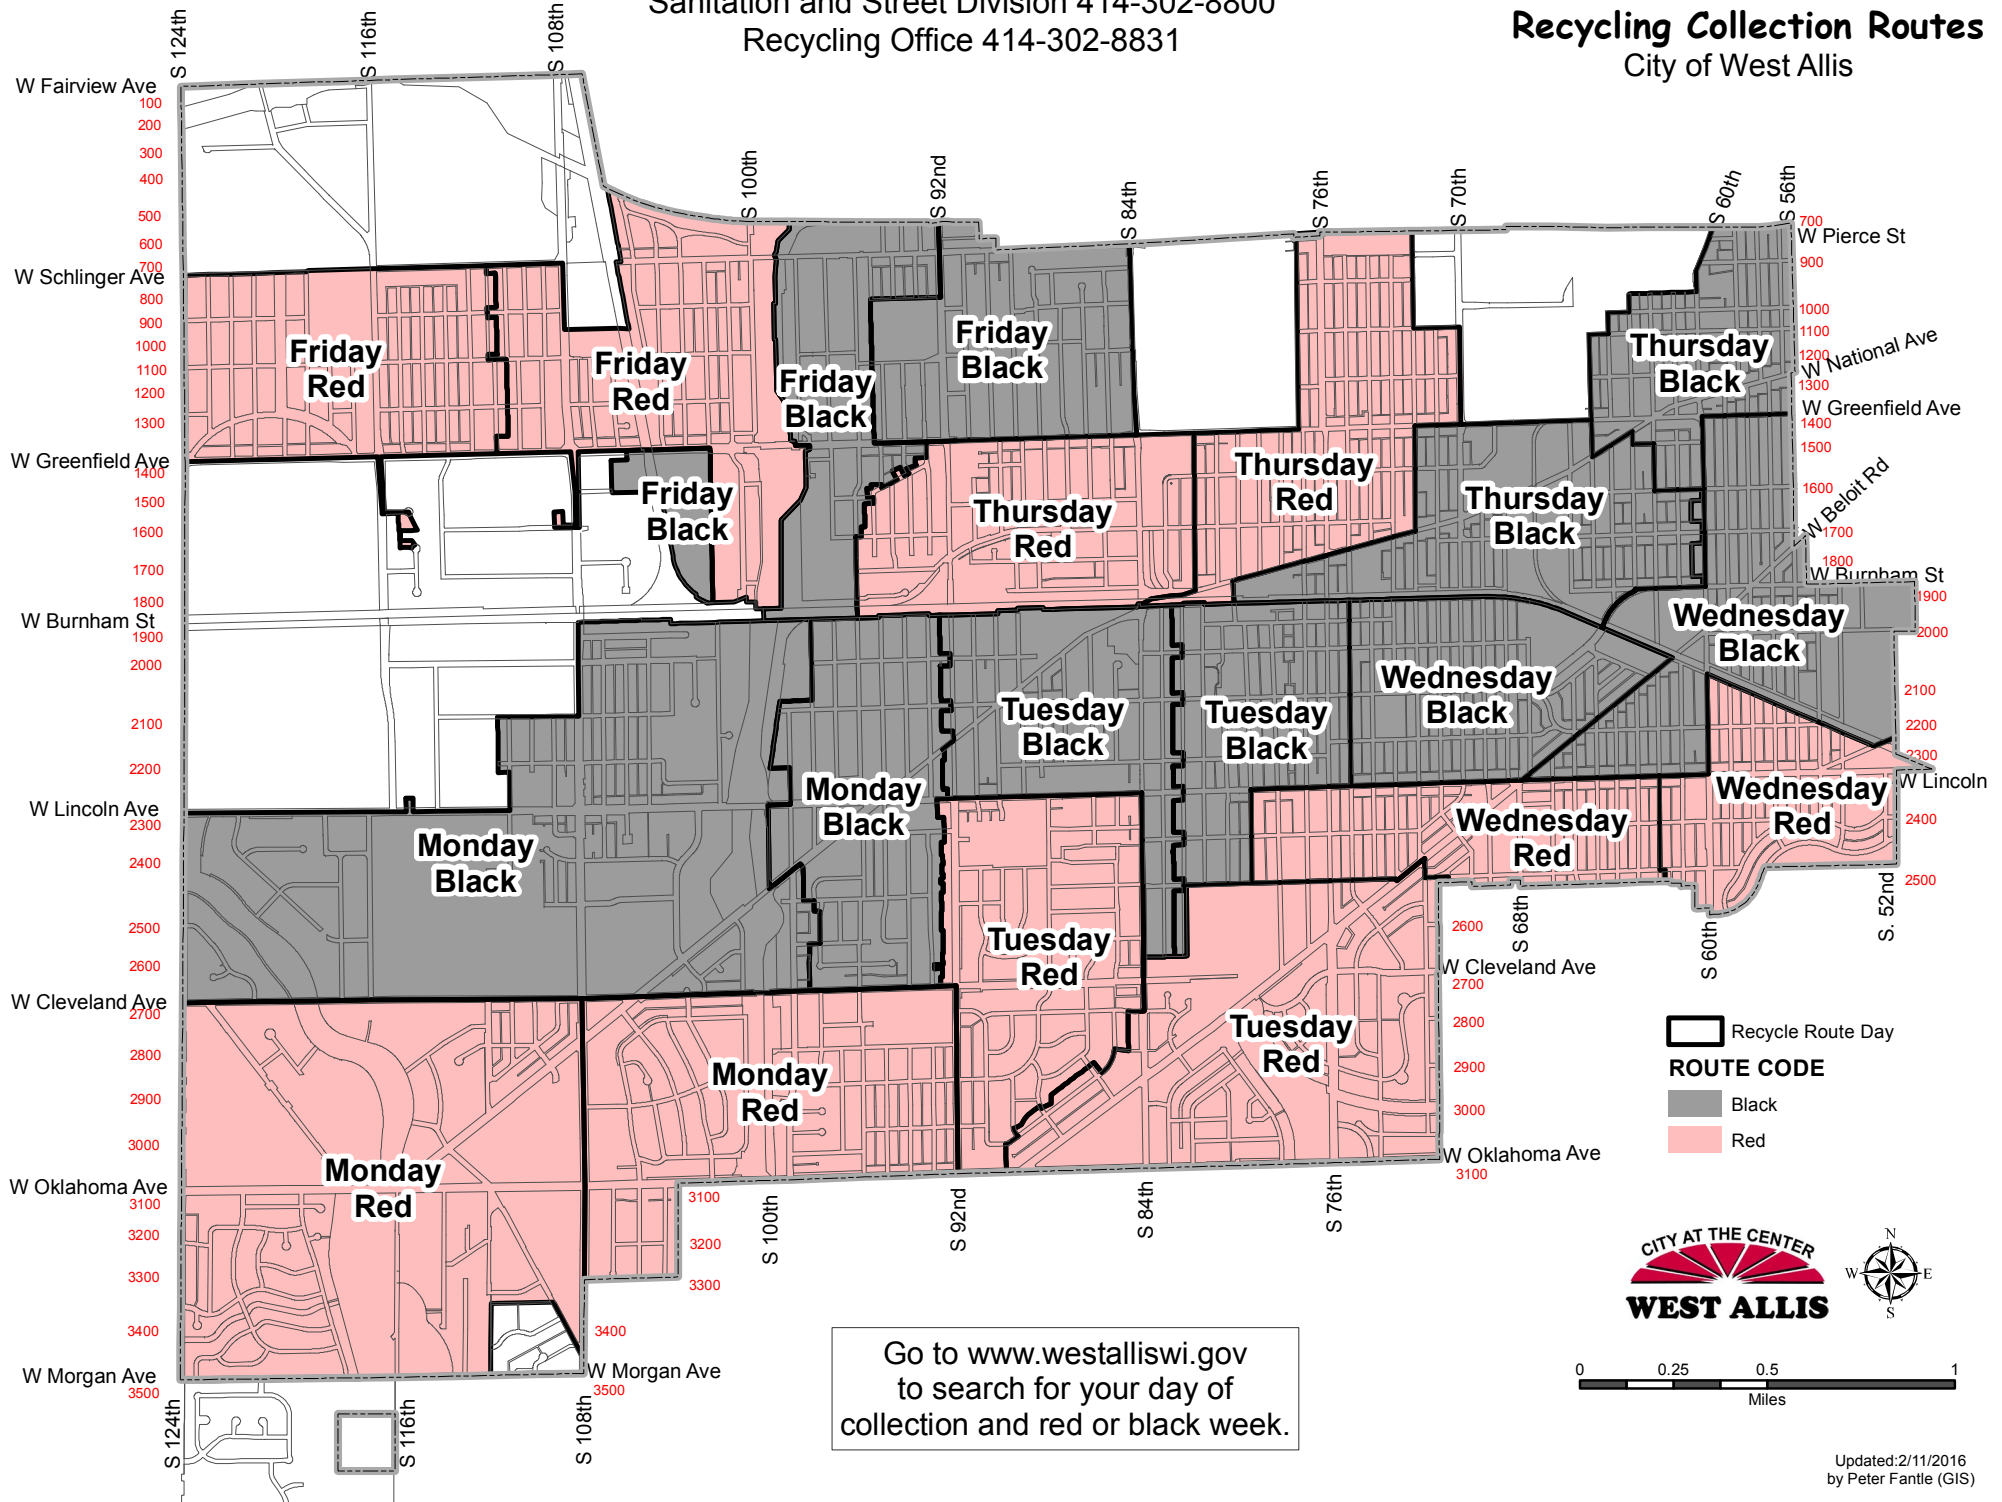 Sanitation and Street Division 414-302-8800
Recycling Office 414-302-8831
Recycling Collection Routes
City of West Allis
S 124th
S 116th
S 108th
S 100th
S 92nd
S 84th
S 76th
S 70th
S 60th
S 56th
W Fairview Ave
100
200
300
400
500
600
700
W Schlinger Ave
800
900
1000
1100
1200
1300
W Greenfield Ave
1400
1500
1600
1700
1800
W Burnham St
1900
2000
2100
2200
W Lincoln Ave
2300
2400
2500
2600
W Cleveland Ave
2700
2800
2900
3000
W Oklahoma Ave
3100
3200
3300
3400
W Morgan Ave
3500
700
W Pierce St
900
1000
1100
1200
W National Ave
1300
W Greenfield Ave
1400
1500
1600
W Beloit Rd
1700
1800
W Burnham St
1900
2000
2100
2200
2300
W Lincoln
2400
2500
Friday
Red
Friday
Red
Friday
Black
Friday
Black
Thursday
Black
Friday
Black
Thursday
Red
Thursday
Red
Thursday
Black
Wednesday
Black
Wednesday
Black
Tuesday
Black
Tuesday
Black
Monday
Black
Monday
Black
Wednesday
Red
Wednesday
Red
Tuesday
Red
Tuesday
Red
Monday
Red
Monday
Red
S. 52nd
S 68th
S 60th
2600
W Cleveland Ave
2700
2800
2900
3000
W Oklahoma Ave
3100
3100
3200
3300
3400
W Morgan Ave
3500
S 100th
S 92nd
S 84th
S 76th
S 124th
S 116th
S 108th
Recycle Route Day
ROUTE CODE
Black
Red
CITY AT THE CENTER
WEST ALLIS
N
W
E
S
Go to www.westalliswi.gov
to search for your day of
collection and red or black week.
0 0.25 0.5 1
Miles
Updated:2/11/2016
by Peter Fantle (GIS)